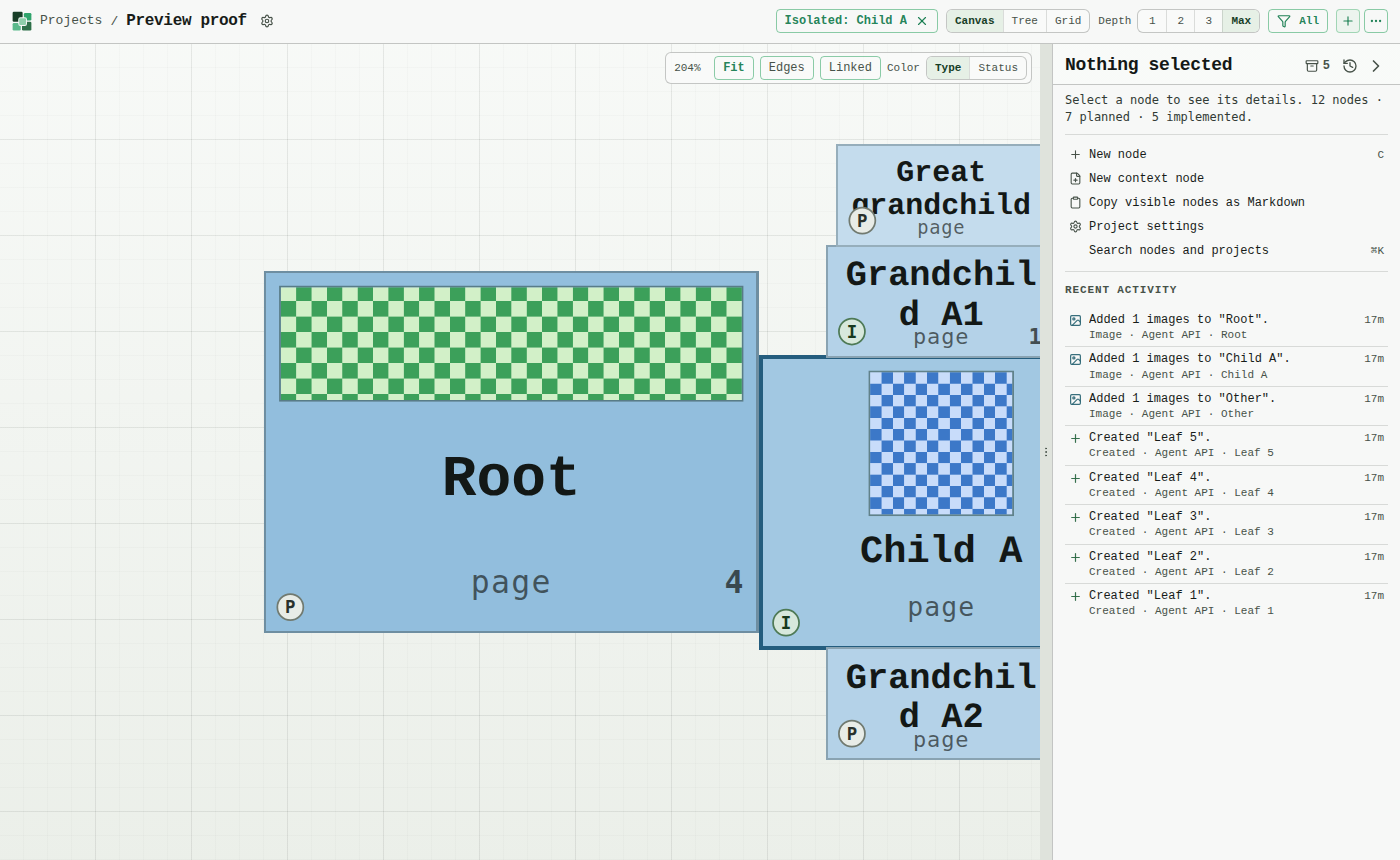 Projects / Preview proof
Isolated: Child A
Canvas Tree Grid
Depth 1 2 3 Max
All
204% Fit Edges Linked Color Type Status
Great
grandchild
page
P
Grandchil
d A1
page
I
1
Root
page
4
P
Child A
page
I
Grandchil
d A2
page
P
Nothing selected
5
Select a node to see its details. 12 nodes ·
7 planned · 5 implemented.
New node C
New context node
Copy visible nodes as Markdown
Project settings
Search nodes and projects ⌘K
RECENT ACTIVITY
Added 1 images to "Root". 17m
Image · Agent API · Root
Added 1 images to "Child A". 17m
Image · Agent API · Child A
Added 1 images to "Other". 17m
Image · Agent API · Other
Created "Leaf 5". 17m
Created · Agent API · Leaf 5
Created "Leaf 4". 17m
Created · Agent API · Leaf 4
Created "Leaf 3". 17m
Created · Agent API · Leaf 3
Created "Leaf 2". 17m
Created · Agent API · Leaf 2
Created "Leaf 1". 17m
Created · Agent API · Leaf 1